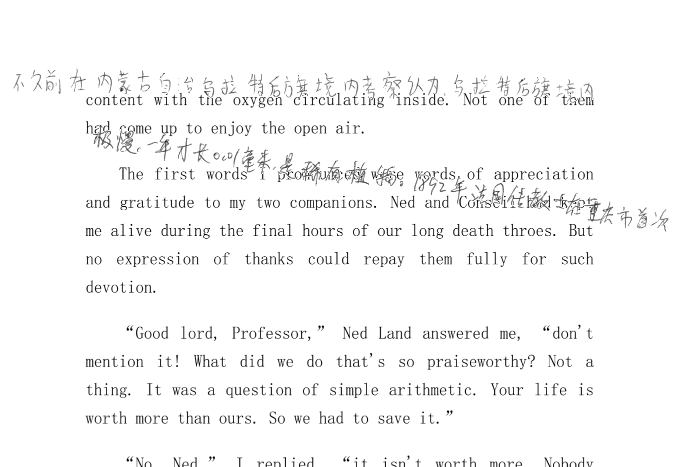 不久前在内蒙古自治乌拉特后旗境内考察认为乌拉特后旗境内
content with the oxygen circulating inside. Not one of them
had come up to enjoy the open air.
极慢,一年才长0.01毫米,是稀有植物。1892年法国传教士在重庆市首次
The first words I pronounced were words of appreciation
and gratitude to my two companions. Ned and Conseil had kept
me alive during the final hours of our long death throes. But
no expression of thanks could repay them fully for such
devotion.
“Good lord, Professor,” Ned Land answered me, “don't
mention it! What did we do that's so praiseworthy? Not a
thing. It was a question of simple arithmetic. Your life is
worth more than ours. So we had to save it.”
“No, Ned,” I replied, “it isn't worth more. Nobody